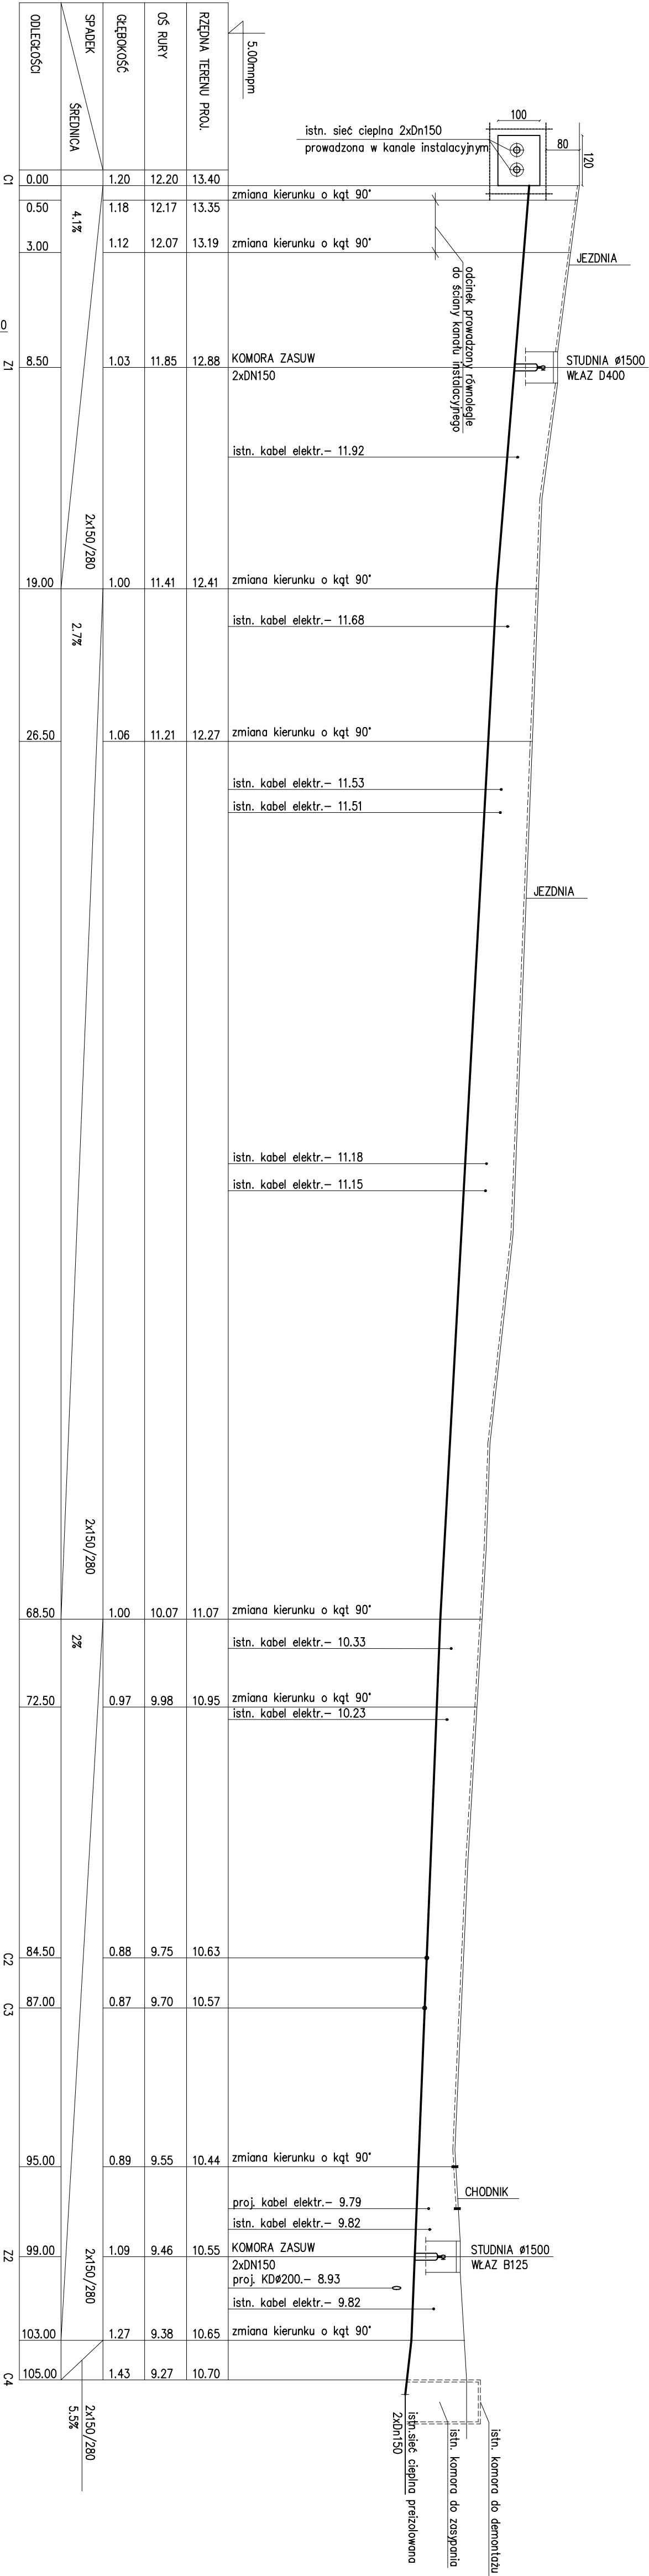 5.00mnpm
RZĘDNA TERENU PROJ.
OŚ RURY
GŁĘBOKOŚĆ
SPADEK
ŚREDNICA
ODLEGŁOŚCI
100
80
120
istn. sieć cieplna 2xDn150
prowadzona w kanale instalacyjnym
C1
0.00
1.20
12.20
13.40
zmiana kierunku o kąt 90°
0.50
4.1%
1.18
12.17
13.35
3.00
1.12
12.07
13.19
zmiana kierunku o kąt 90°
JEZDNIA
odcinek prowadzony równolegle
do ściany kanału instalacyjnego
0
Z1
8.50
1.03
11.85
12.88
KOMORA ZASUW
2xDN150
STUDNIA ø1500
WŁAZ D400
istn. kabel elektr.– 11.92
2x150/280
19.00
1.00
11.41
12.41
zmiana kierunku o kąt 90°
2.7%
istn. kabel elektr.– 11.68
26.50
1.06
11.21
12.27
zmiana kierunku o kąt 90°
istn. kabel elektr.– 11.53
istn. kabel elektr.– 11.51
JEZDNIA
istn. kabel elektr.– 11.18
istn. kabel elektr.– 11.15
2x150/280
68.50
1.00
10.07
11.07
zmiana kierunku o kąt 90°
2%
istn. kabel elektr.– 10.33
72.50
0.97
9.98
10.95
zmiana kierunku o kąt 90°
istn. kabel elektr.– 10.23
C2
84.50
0.88
9.75
10.63
C3
87.00
0.87
9.70
10.57
95.00
0.89
9.55
10.44
zmiana kierunku o kąt 90°
CHODNIK
proj. kabel elektr.– 9.79
istn. kabel elektr.– 9.82
Z2
99.00
2x150/280
1.09
9.46
10.55
KOMORA ZASUW
2xDN150
STUDNIA ø1500
WŁAZ B125
proj. KDø200.– 8.93
istn. kabel elektr.– 9.82
103.00
1.27
9.38
10.65
zmiana kierunku o kąt 90°
C4
105.00
1.43
9.27
10.70
2x150/280
5.5%
istn.sieć cieplna preizolowana
2xDn150
istn. komora do zasypania
istn. komora do demontażu